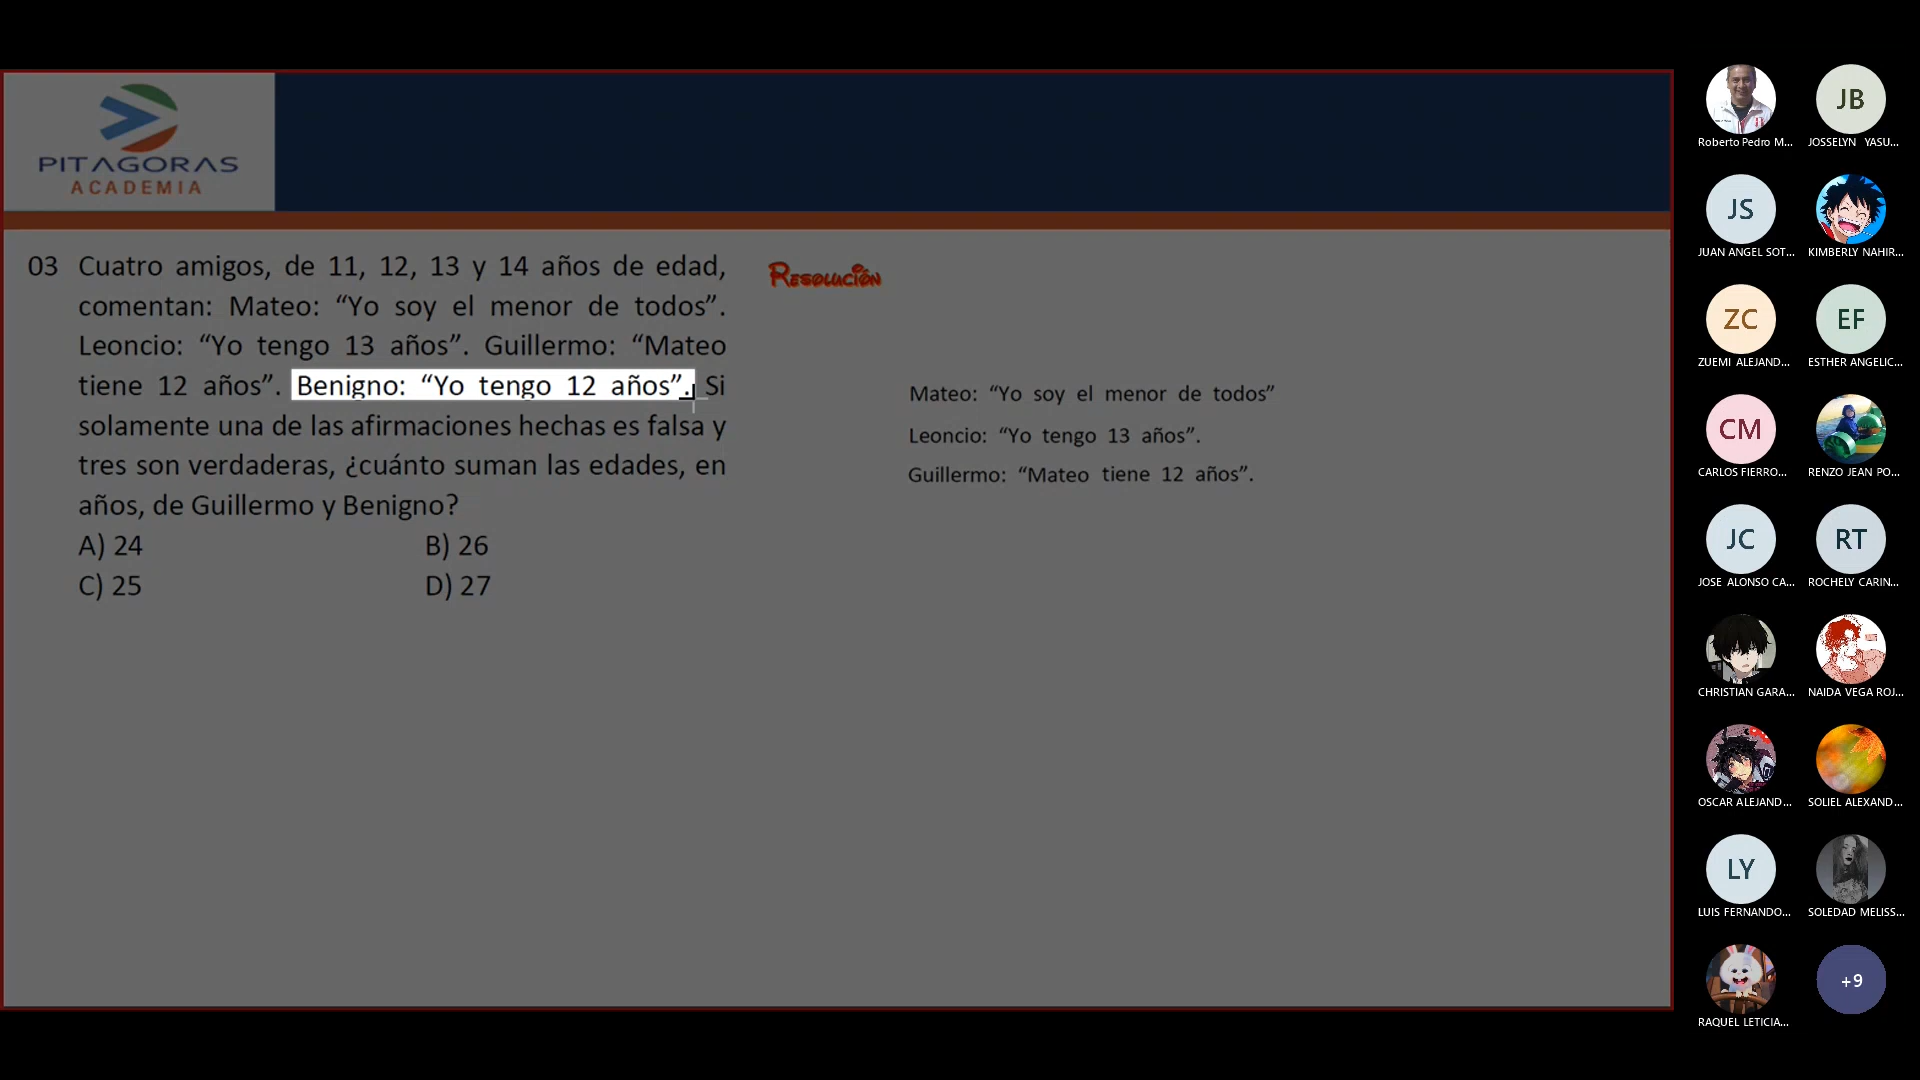 PITAGORAS
ACADEMIA
03 Cuatro amigos, de 11, 12, 13 y 14 años de edad,
comentan: Mateo: “Yo soy el menor de todos”.
Leoncio: “Yo tengo 13 años”. Guillermo: “Mateo
tiene 12 años”. Benigno: “Yo tengo 12 años”. Si
solamente una de las afirmaciones hechas es falsa y
tres son verdaderas, ¿cuánto suman las edades, en
años, de Guillermo y Benigno?
A) 24 B) 26
C) 25 D) 27
RESOLUCIÓN
Mateo: “Yo soy el menor de todos”
Leoncio: “Yo tengo 13 años”.
Guillermo: “Mateo tiene 12 años”.
Roberto Pedro M...
JB
JOSSELYN YASU...
JS
JUAN ANGEL SOT...
KIMBERLY NAHIR...
ZC
ZUEMI ALEJAND...
EF
ESTHER ANGELIC...
CM
CARLOS FIERRO...
RENZO JEAN PO...
JC
JOSE ALONSO CA...
RT
ROCHELY CARIN...
CHRISTIAN GARA...
NAIDA VEGA ROJ...
OSCAR ALEJAND...
SOLIEL ALEXAND...
LY
LUIS FERNANDO...
SOLEDAD MELISS...
RAQUEL LETICIA...
+9